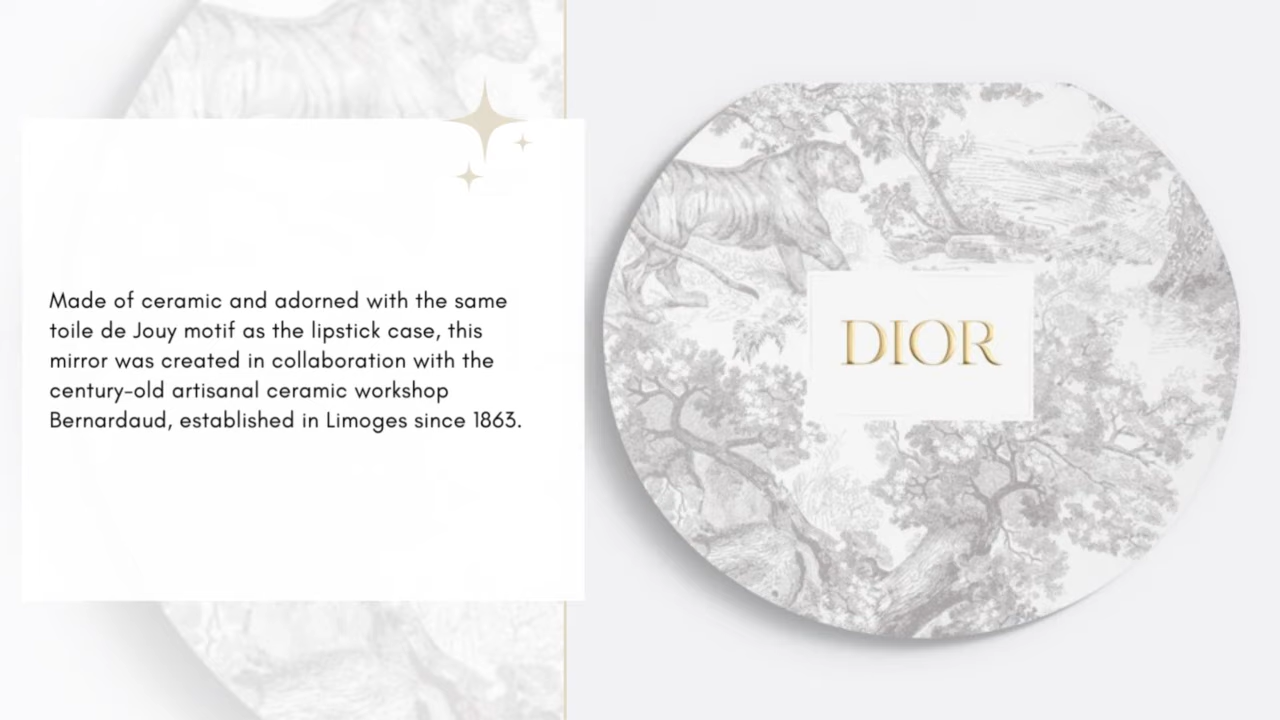 Made of ceramic and adorned with the same
toile de Jouy motif as the lipstick case, this
mirror was created in collaboration with the
century-old artisanal ceramic workshop
Bernardaud, established in Limoges since 1863.
DIOR